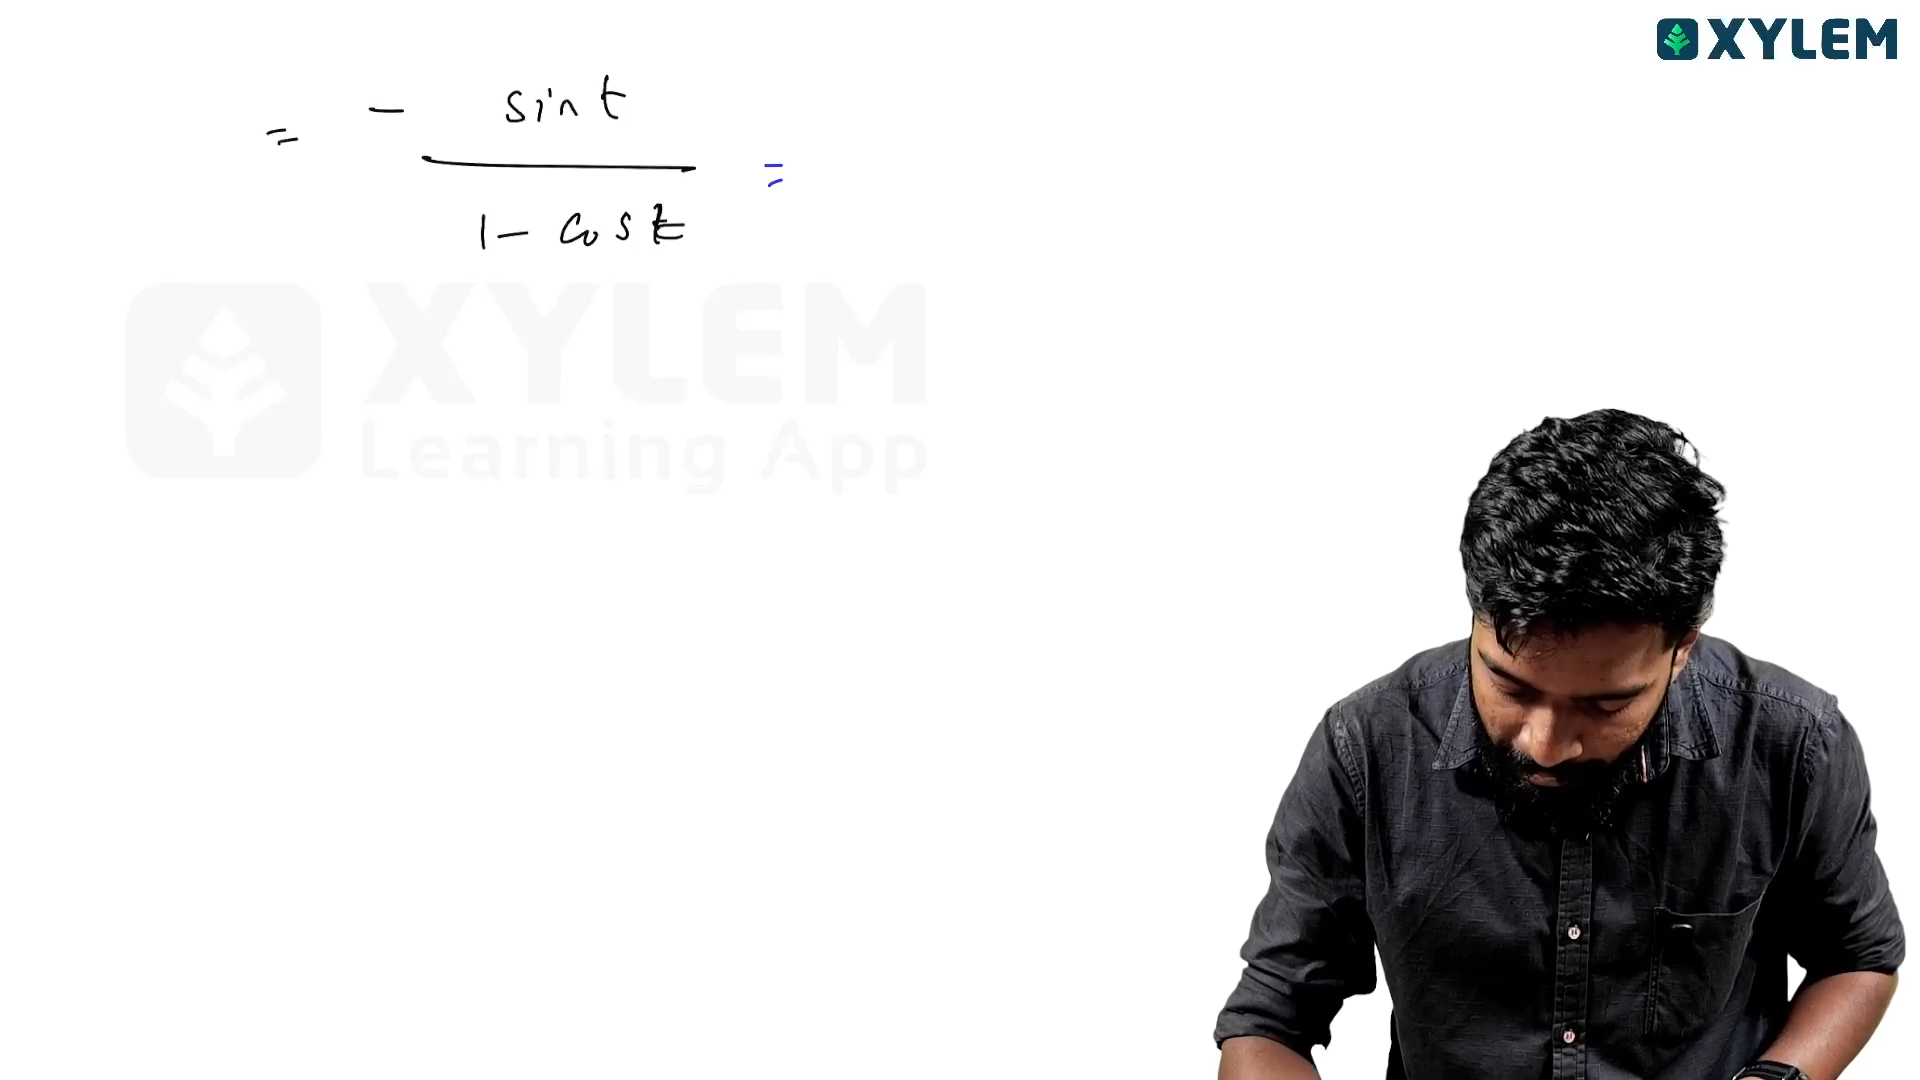 XYLEM
= - sin t
1 - cos t =
XYLEM
Learning App